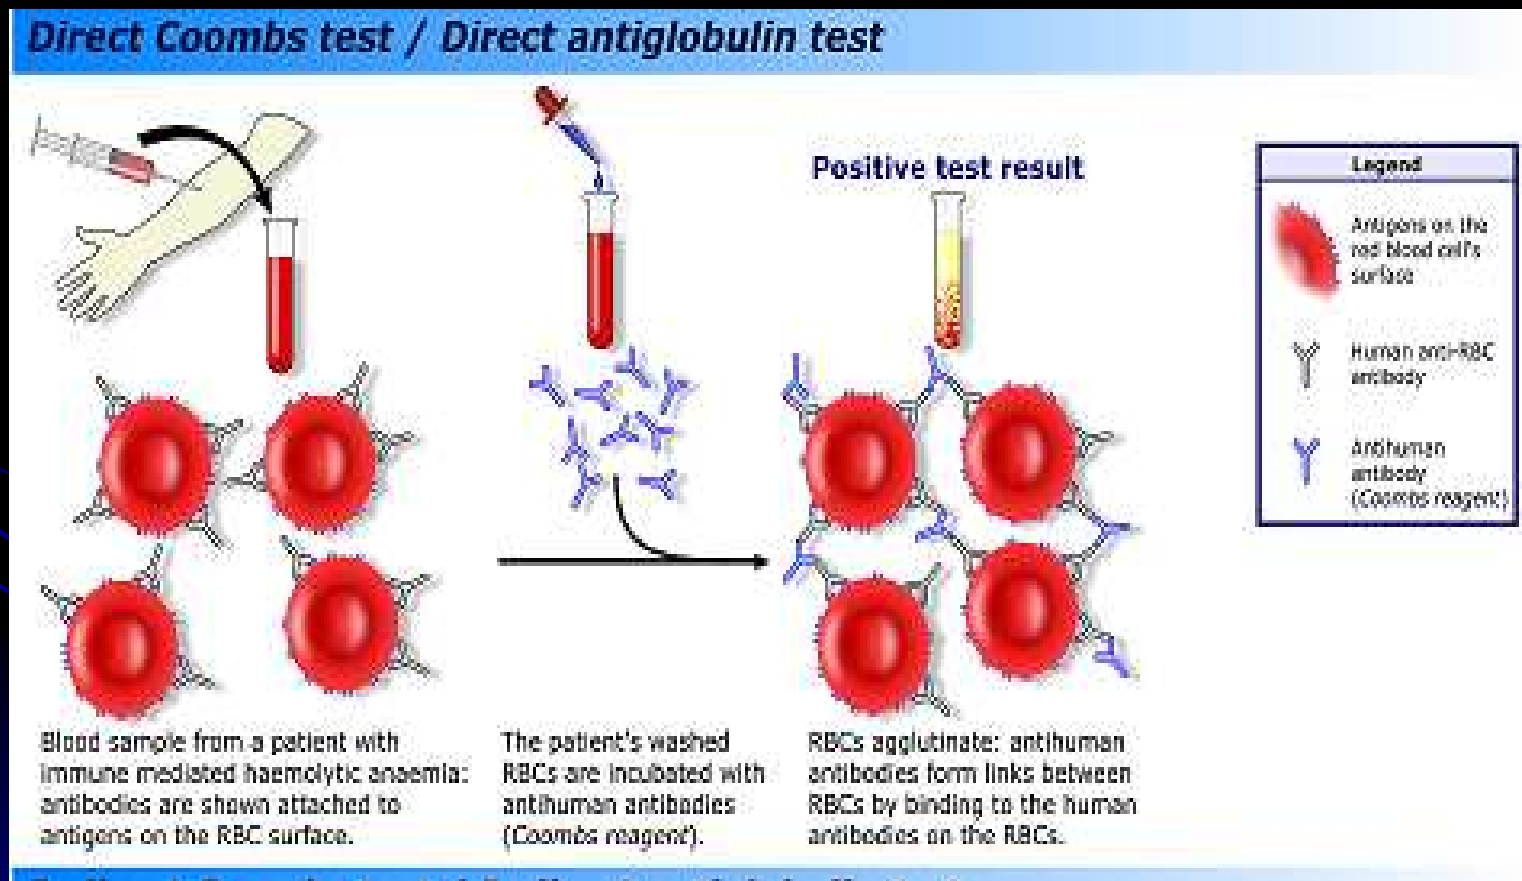 Direct Coombs test / Direct antiglobulin test
Positive test result
Legend
Antigens on the
red blood cell's
surface
Human anti-RBC
antibody
Antihuman
antibody
(Coombs reagent)
Blood sample from a patient with
immune mediated haemolytic anaemia:
antibodies are shown attached to
antigens on the RBC surface.
The patient's washed
RBCs are incubated with
antihuman antibodies
(Coombs reagent).
RBCs agglutinate: antihuman
antibodies form links between
RBCs by binding to the human
antibodies on the RBCs.